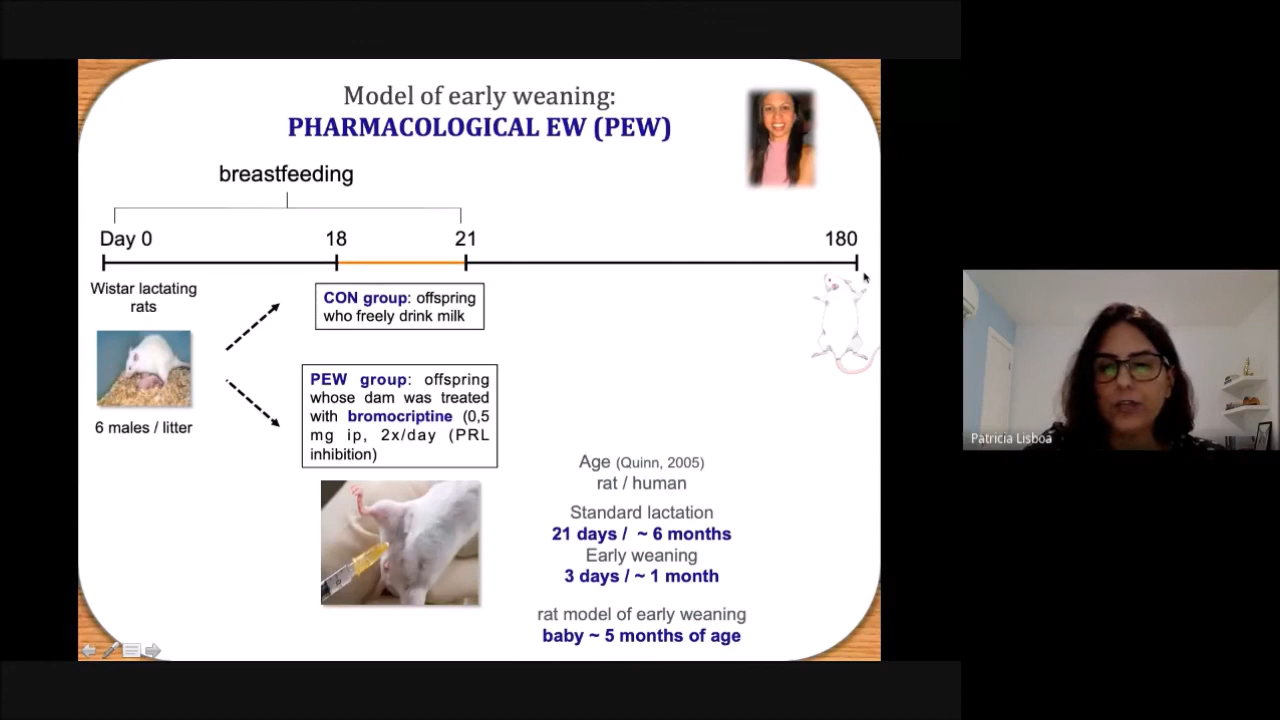 Model of early weaning:
PHARMACOLOGICAL EW (PEW)
breastfeeding
Day 0
18
21
180
Wistar lactating
rats
6 males / litter
CON group: offspring
who freely drink milk
PEW group: offspring
whose dam was treated
with bromocriptine (0,5
mg ip, 2x/day (PRL
inhibition)
Age (Quinn, 2005)
rat / human
Standard lactation
21 days / ~ 6 months
Early weaning
3 days / ~ 1 month
rat model of early weaning
baby ~ 5 months of age
Patricia Lisboa